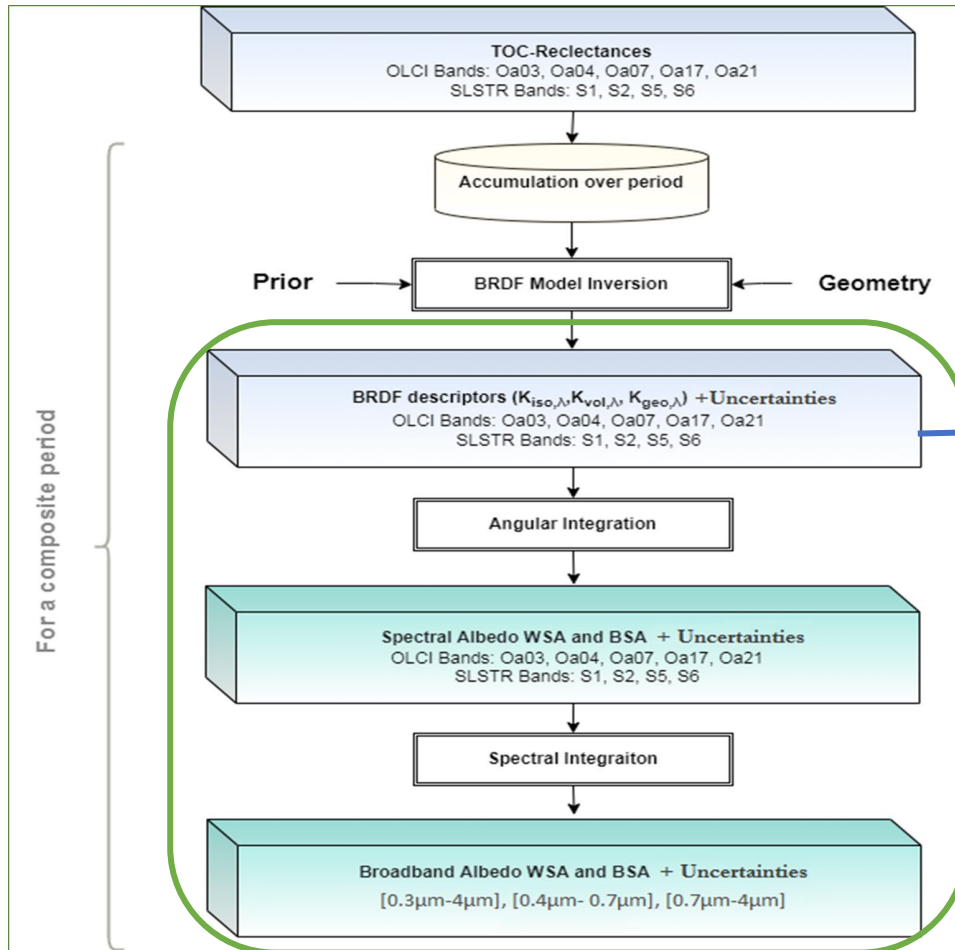 TOC-Reclectances
OLCI Bands: Oa03, Oa04, Oa07, Oa17, Oa21
SLSTR Bands: S1, S2, S5, S6
Accumulation over period
Prior
BRDF Model Inversion
Geometry
BRDF descriptors (Kiso,Λ,Kvol,Λ, Kgeo,Λ) +Uncertainties
OLCI Bands: Oa03, Oa04, Oa07, Oa17, Oa21
SLSTR Bands: S1, S2, S5, S6
Angular Integration
For a composite period
Spectral Albedo WSA and BSA + Uncertainties
OLCI Bands: Oa03, Oa04, Oa07, Oa17, Oa21
SLSTR Bands: S1, S2, S5, S6
Spectral Integraiton
Broadband Albedo WSA and BSA + Uncertainties
[0.3µm-4µm], [0.4µm- 0.7µm], [0.7µm-4µm]